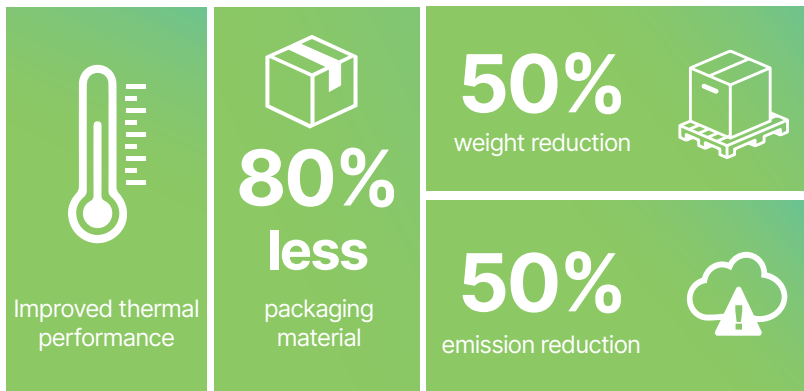 Improved thermal
performance
80%
less
packaging
material
50%
weight reduction
50%
emission reduction